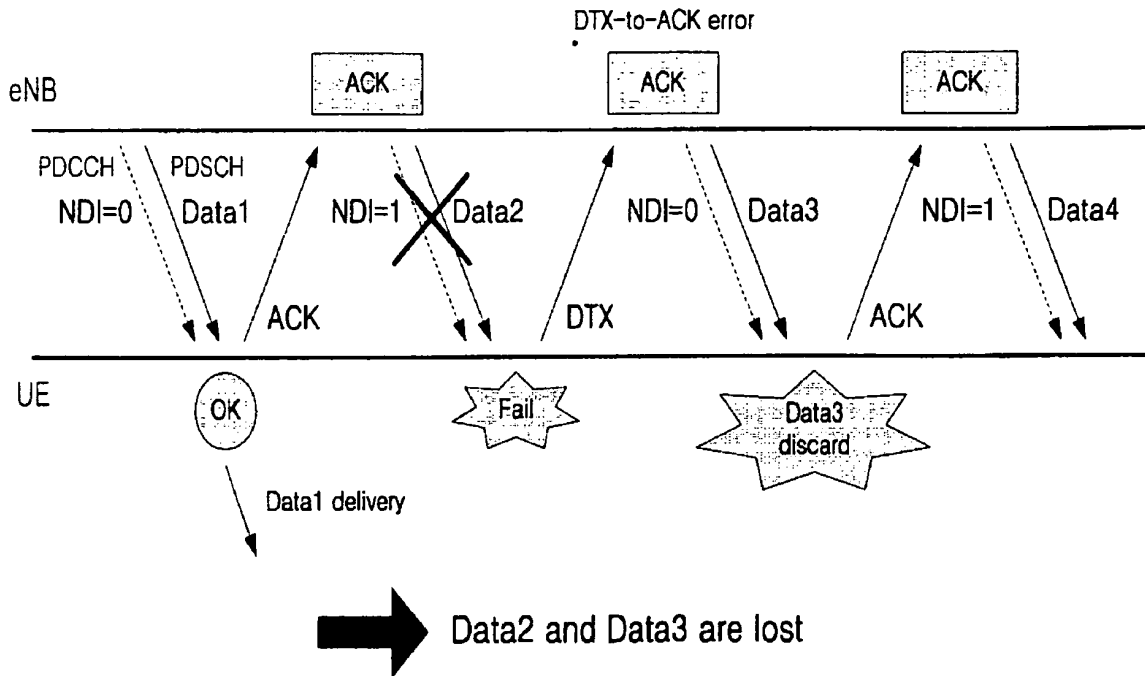 DTX-to-ACK error
eNB
ACK
ACK
ACK
PDCCH
PDSCH
NDI=0
Data1
NDI=1
Data2
NDI=0
Data3
NDI=1
Data4
ACK
DTX
ACK
UE
OK
Fail
Data3
discard
Data1 delivery
Data2 and Data3 are lost